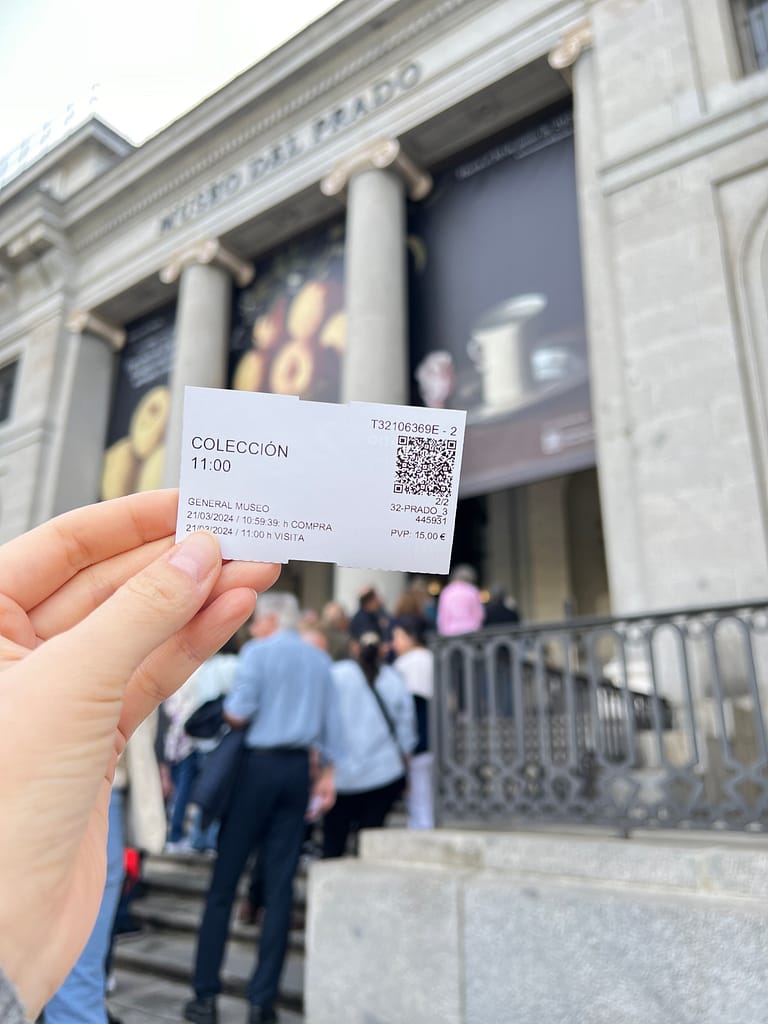 MUSEO DEL PRADO
T32106369E - 2
COLECCIÓN
11:00
2/2
32-PRADO_3
445931
GENERAL MUSEO
21/03/2024 / 10:59:39: h COMPRA
21/03/2024 / 11:00 h VISITA
PVP: 15,00 €